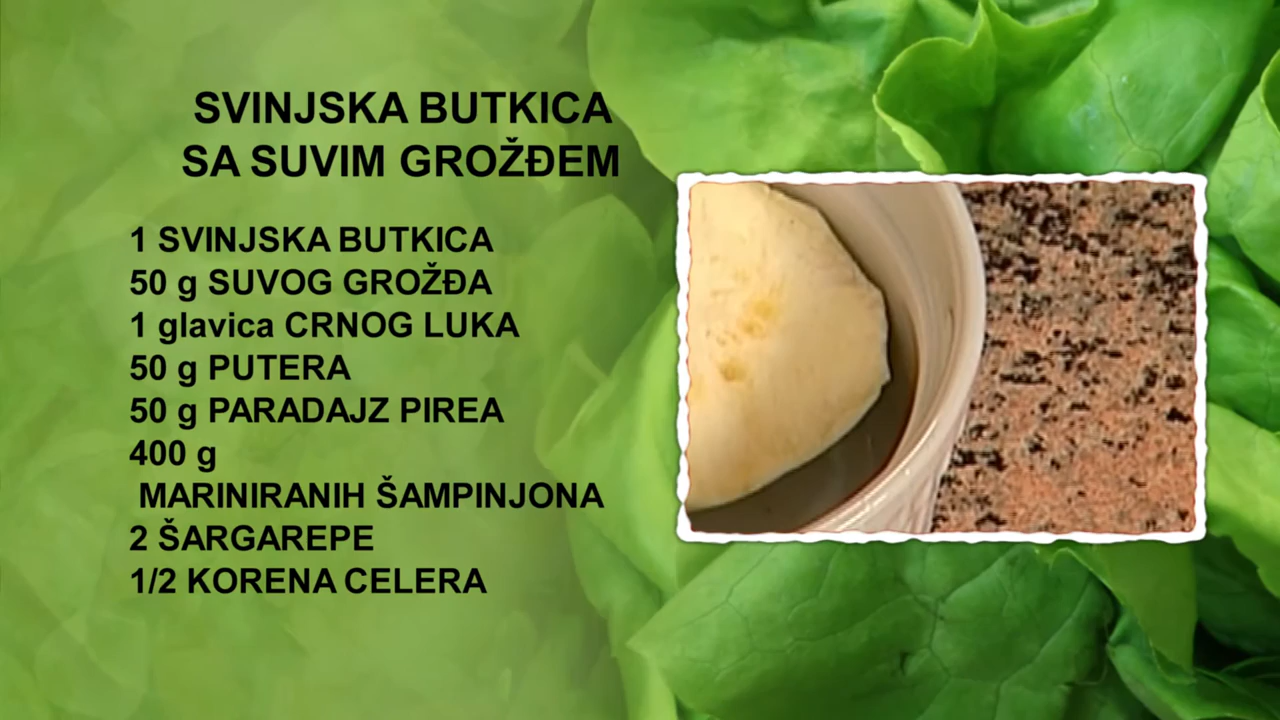 SVINJSKA BUTKICA
SA SUVIM GROŽĐEM
1 SVINJSKA BUTKICA
50 g SUVOG GROŽĐA
1 glavica CRNOG LUKA
50 g PUTERA
50 g PARADAJZ PIREA
400 g
MARINIRANIH ŠAMPINJONA
2 ŠARGAREPE
1/2 KORENA CELERA